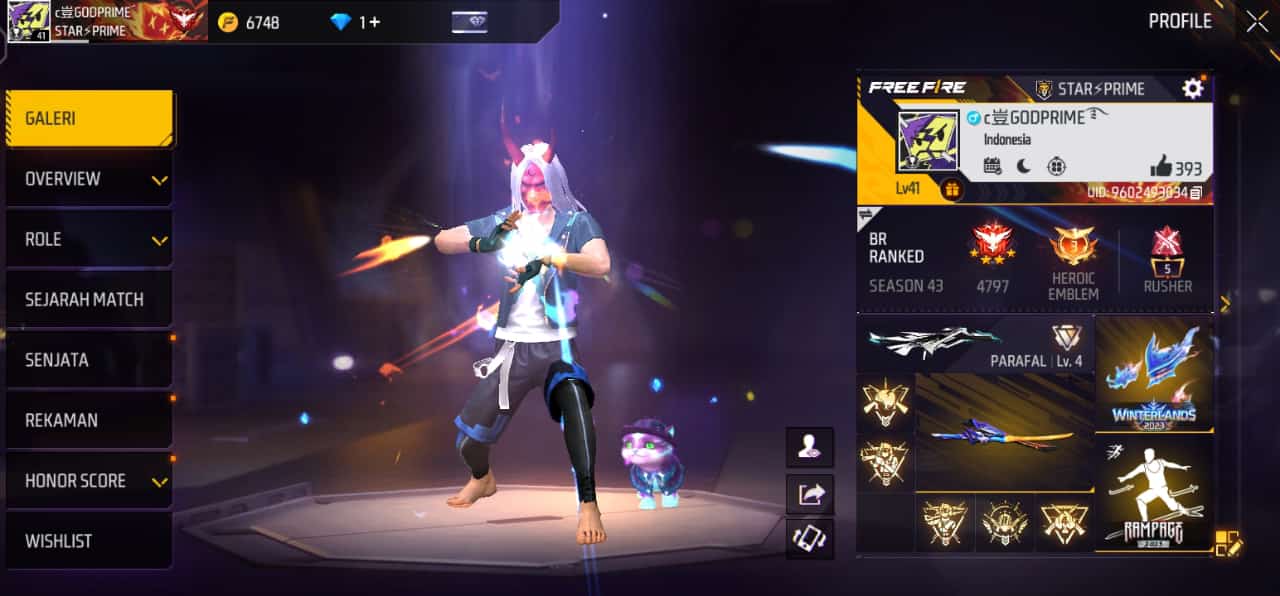 c豈GODPRIME
STAR⚡PRIME
41
6748
1+
PROFILE
GALERI
OVERVIEW
ROLE
SEJARAH MATCH
SENJATA
REKAMAN
HONOR SCORE
WISHLIST
FREE FIRE
STAR⚡PRIME
c豈GODPRIME
Indonesia
393
Lv41
UID: 9602493034
BR
RANKED
SEASON 43
4797
3
HEROIC
EMBLEM
5
RUSHER
PARAFAL | Lv. 4
WINTERLANDS
2023
RAMPAGE